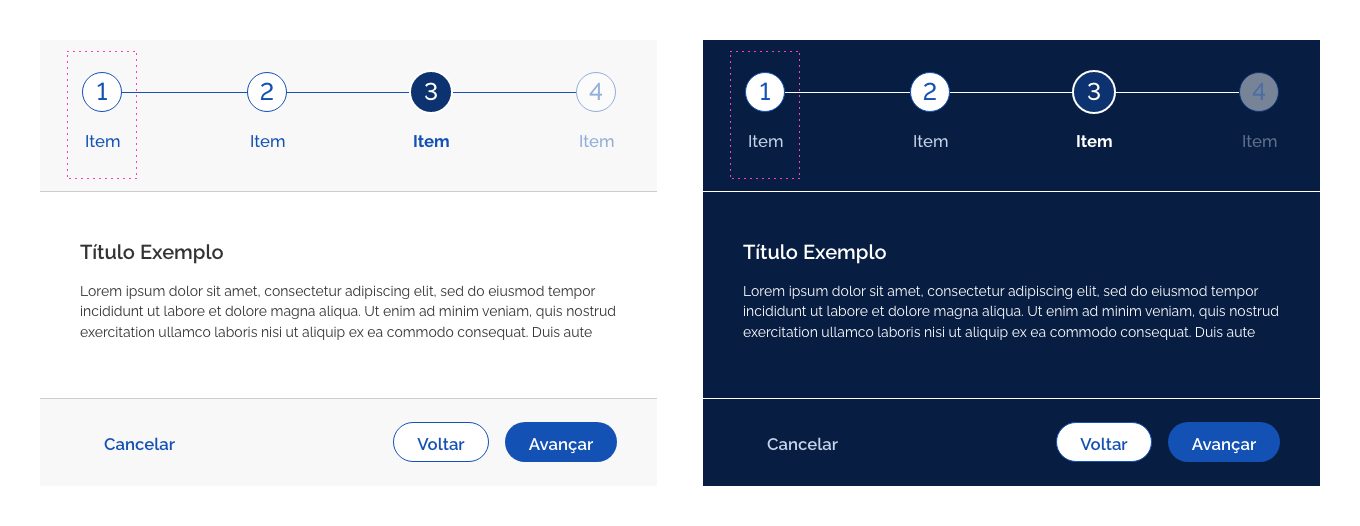 1 2 3 4
Item Item Item Item
Título Exemplo
Lorem ipsum dolor sit amet, consectetur adipiscing elit, sed do eiusmod tempor
incididunt ut labore et dolore magna aliqua. Ut enim ad minim veniam, quis nostrud
exercitation ullamco laboris nisi ut aliquip ex ea commodo consequat. Duis aute
Cancelar Voltar Avançar
1 2 3 4
Item Item Item Item
Título Exemplo
Lorem ipsum dolor sit amet, consectetur adipiscing elit, sed do eiusmod tempor
incididunt ut labore et dolore magna aliqua. Ut enim ad minim veniam, quis nostrud
exercitation ullamco laboris nisi ut aliquip ex ea commodo consequat. Duis aute
Cancelar Voltar Avançar